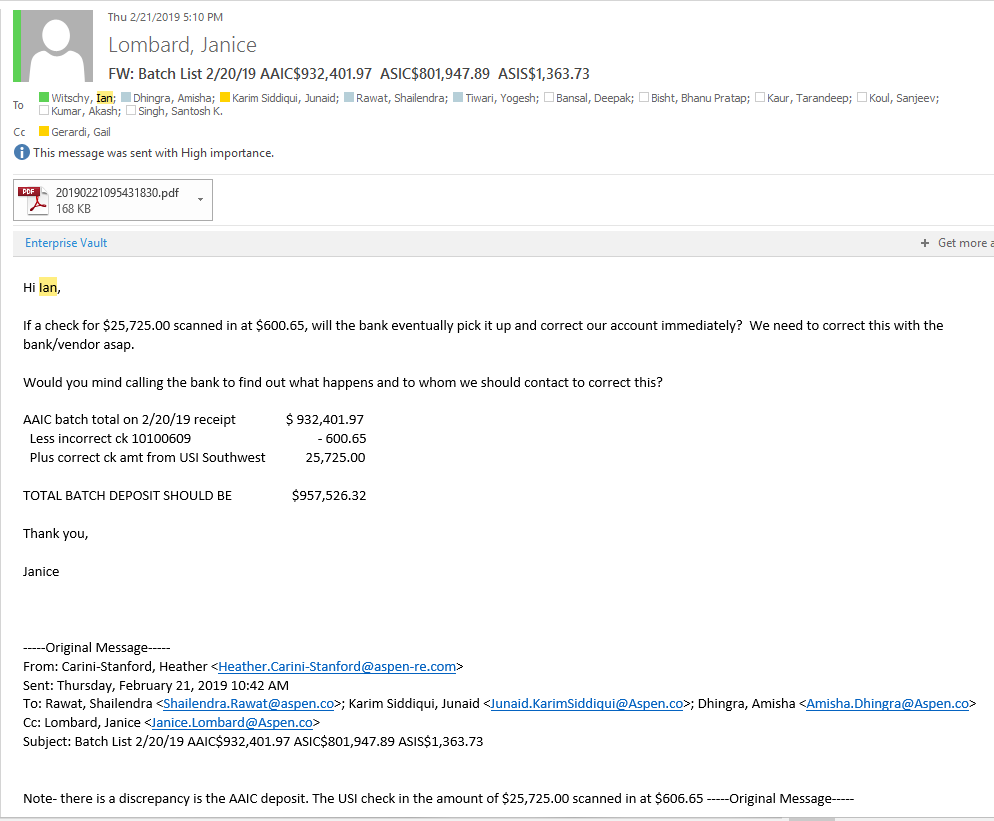 Thu 2/21/2019 5:10 PM
Lombard, Janice
FW: Batch List 2/20/19 AAIC$932,401.97 ASIC$801,947.89 ASIS$1,363.73
To Witschy, Ian; Dhingra, Amisha; Karim Siddiqui, Junaid; Rawat, Shailendra; Tiwari, Yogesh; Bansal, Deepak; Bisht, Bhanu Pratap; Kaur, Tarandeep; Koul, Sanjeev;
Kumar, Akash; Singh, Santosh K.
Cc Gerardi, Gail
This message was sent with High importance.
PDF 20190221095431830.pdf
168 KB
Enterprise Vault + Get more a
Hi Ian,
If a check for $25,725.00 scanned in at $600.65, will the bank eventually pick it up and correct our account immediately? We need to correct this with the
bank/vendor asap.
Would you mind calling the bank to find out what happens and to whom we should contact to correct this?
AAIC batch total on 2/20/19 receipt $ 932,401.97
Less incorrect ck 10100609 - 600.65
Plus correct ck amt from USI Southwest 25,725.00
TOTAL BATCH DEPOSIT SHOULD BE $957,526.32
Thank you,
Janice
-----Original Message-----
From: Carini-Stanford, Heather <Heather.Carini-Stanford@aspen-re.com>
Sent: Thursday, February 21, 2019 10:42 AM
To: Rawat, Shailendra <Shailendra.Rawat@aspen.co>; Karim Siddiqui, Junaid <Junaid.KarimSiddiqui@Aspen.co>; Dhingra, Amisha <Amisha.Dhingra@Aspen.co>
Cc: Lombard, Janice <Janice.Lombard@Aspen.co>
Subject: Batch List 2/20/19 AAIC$932,401.97 ASIC$801,947.89 ASIS$1,363.73
Note- there is a discrepancy is the AAIC deposit. The USI check in the amount of $25,725.00 scanned in at $606.65 -----Original Message-----